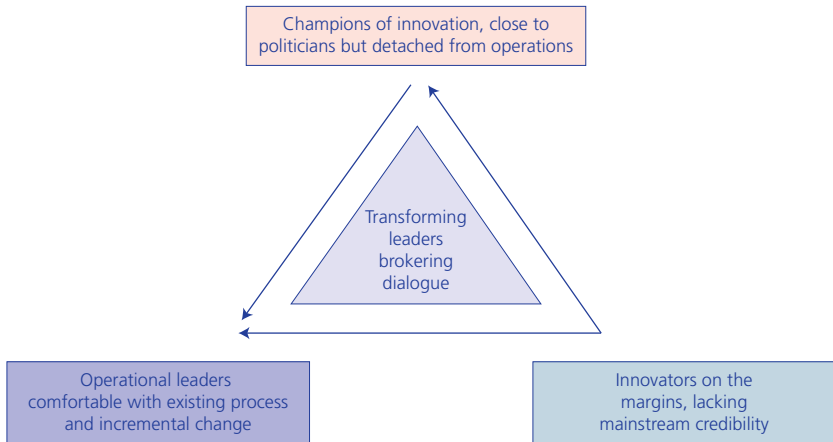 Champions of innovation, close to
politicians but detached from operations
Transforming
leaders
brokering
dialogue
Operational leaders
comfortable with existing process
and incremental change
Innovators on the
margins, lacking
mainstream credibility